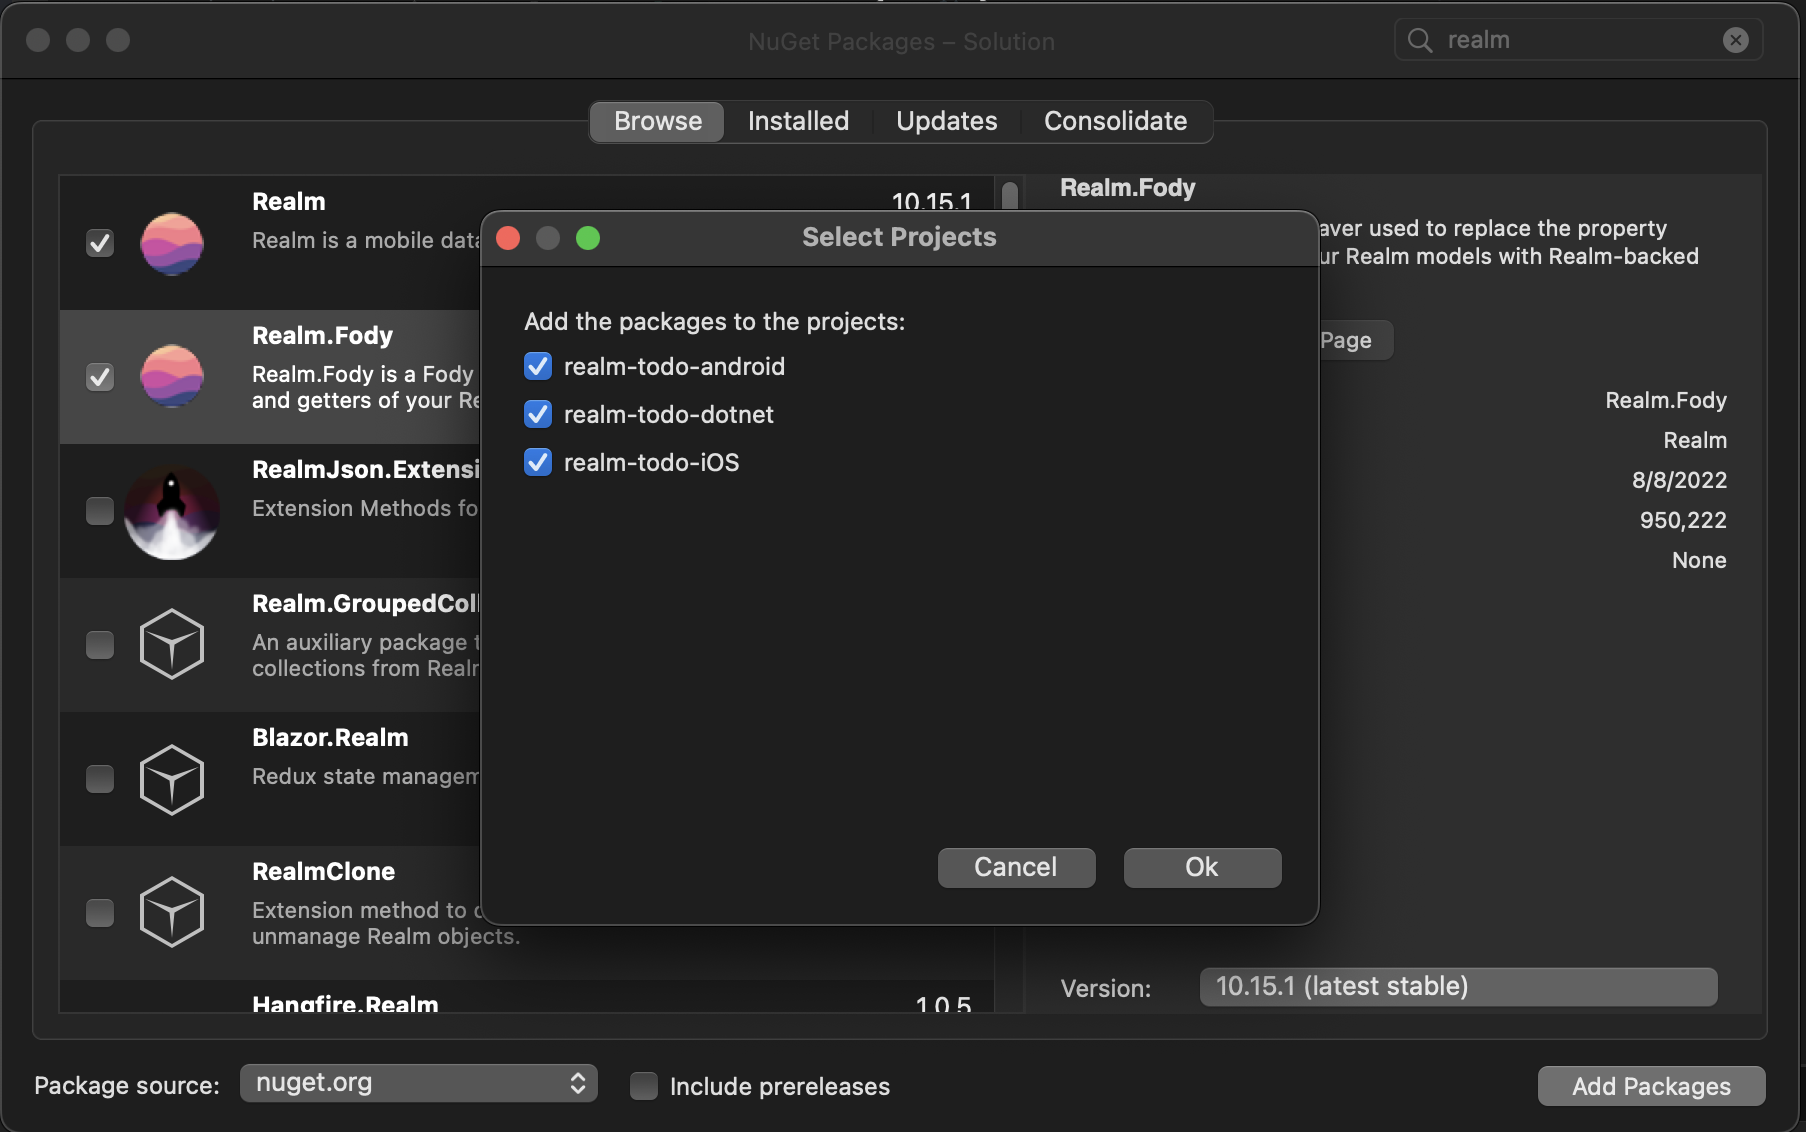 NuGet Packages – Solution
realm
Browse
Installed
Updates
Consolidate
Realm
10.15.1
Realm is a mobile data
Realm.Fody
Realm.Fody is a Fody
and getters of your Re
RealmJson.Extensi
Extension Methods fo
Realm.GroupedColl
An auxiliary package t
collections from Realm
Blazor.Realm
Redux state managem
RealmClone
Extension method to c
unmanage Realm objects.
Hangfire.Realm
1.0.5
Realm.Fody
aver used to replace the property
ur Realm models with Realm-backed
Page
Realm.Fody
Realm
8/8/2022
950,222
None
Version:
10.15.1 (latest stable)
Select Projects
Add the packages to the projects:
realm-todo-android
realm-todo-dotnet
realm-todo-iOS
Cancel
Ok
Package source:
nuget.org
Include prereleases
Add Packages